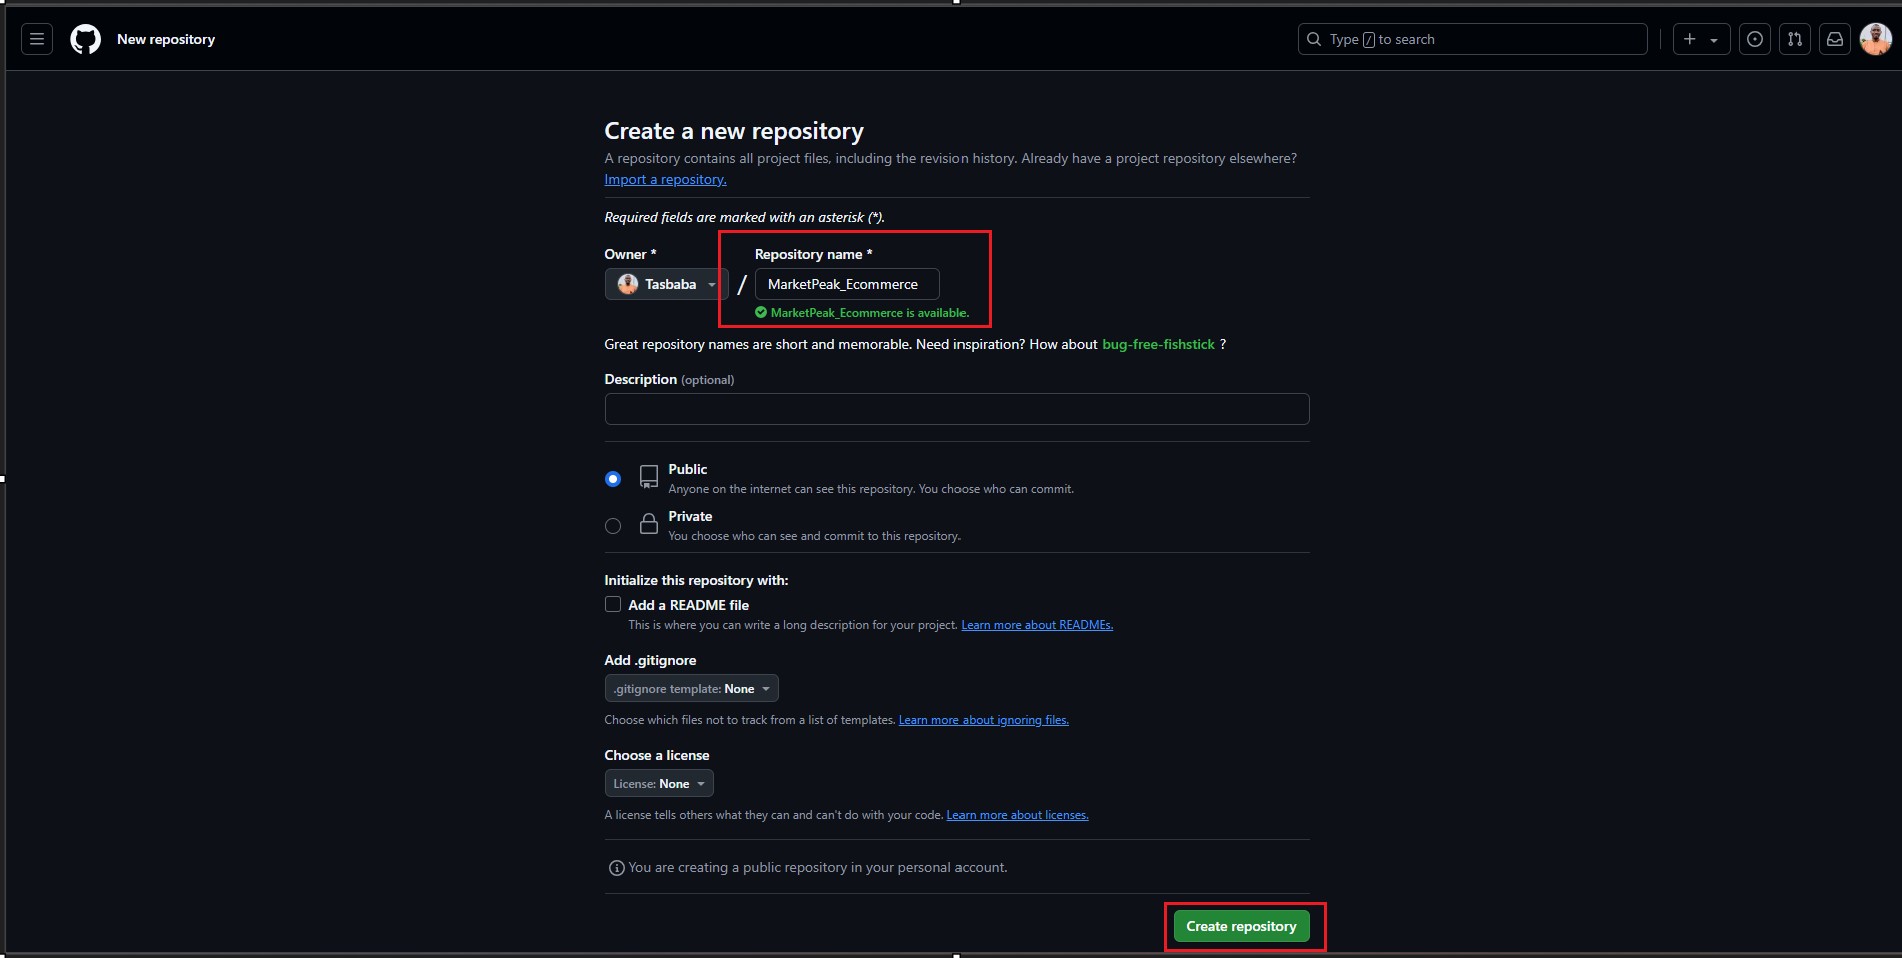 New repository
Type / to search
Create a new repository
A repository contains all project files, including the revision history. Already have a project repository elsewhere?
Import a repository.
Required fields are marked with an asterisk (*).
Owner *
Repository name *
Tasbaba
/
MarketPeak_Ecommerce
MarketPeak_Ecommerce is available.
Great repository names are short and memorable. Need inspiration? How about bug-free-fishstick ?
Description (optional)
Public
Anyone on the internet can see this repository. You choose who can commit.
Private
You choose who can see and commit to this repository.
Initialize this repository with:
Add a README file
This is where you can write a long description for your project. Learn more about READMEs.
Add .gitignore
.gitignore template: None
Choose which files not to track from a list of templates. Learn more about ignoring files.
Choose a license
License: None
A license tells others what they can and can't do with your code. Learn more about licenses.
You are creating a public repository in your personal account.
Create repository